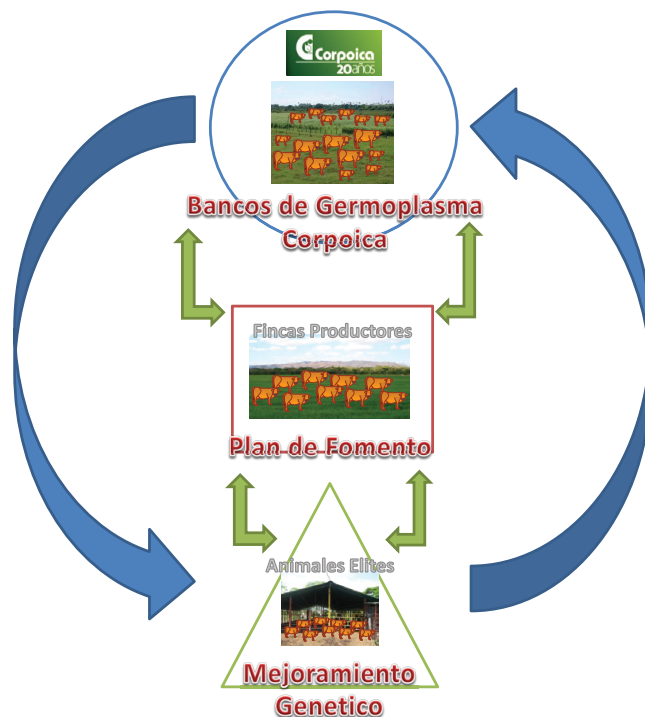 Corpoica
20años
Bancos de Germoplasma
Corpoica
Fincas Productores
Plan de Fomento
Animales Elites
Mejoramiento
Genetico